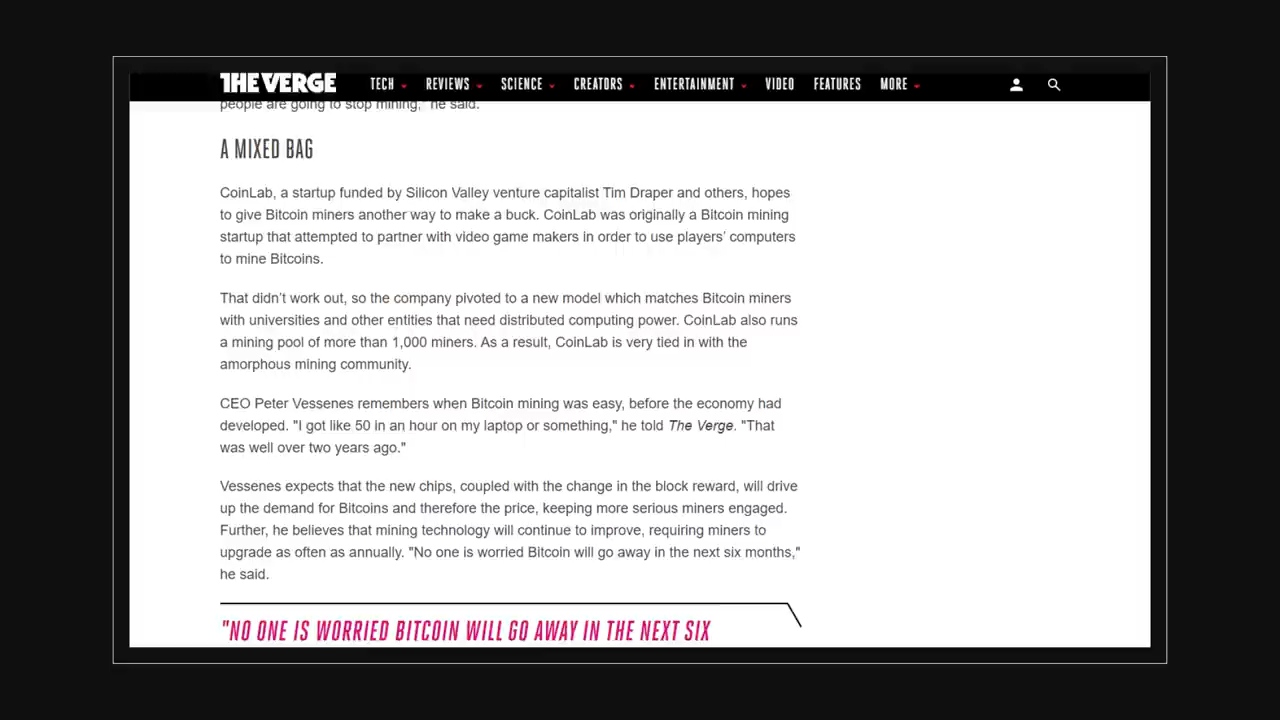 THE VERGE TECH REVIEWS SCIENCE CREATORS ENTERTAINMENT VIDEO FEATURES MORE
people are going to stop mining," he said.
A MIXED BAG
CoinLab, a startup funded by Silicon Valley venture capitalist Tim Draper and others, hopes
to give Bitcoin miners another way to make a buck. CoinLab was originally a Bitcoin mining
startup that attempted to partner with video game makers in order to use players’ computers
to mine Bitcoins.
That didn’t work out, so the company pivoted to a new model which matches Bitcoin miners
with universities and other entities that need distributed computing power. CoinLab also runs
a mining pool of more than 1,000 miners. As a result, CoinLab is very tied in with the
amorphous mining community.
CEO Peter Vessenes remembers when Bitcoin mining was easy, before the economy had
developed. "I got like 50 in an hour on my laptop or something," he told The Verge. "That
was well over two years ago."
Vessenes expects that the new chips, coupled with the change in the block reward, will drive
up the demand for Bitcoins and therefore the price, keeping more serious miners engaged.
Further, he believes that mining technology will continue to improve, requiring miners to
upgrade as often as annually. "No one is worried Bitcoin will go away in the next six months,"
he said.
"NO ONE IS WORRIED BITCOIN WILL GO AWAY IN THE NEXT SIX